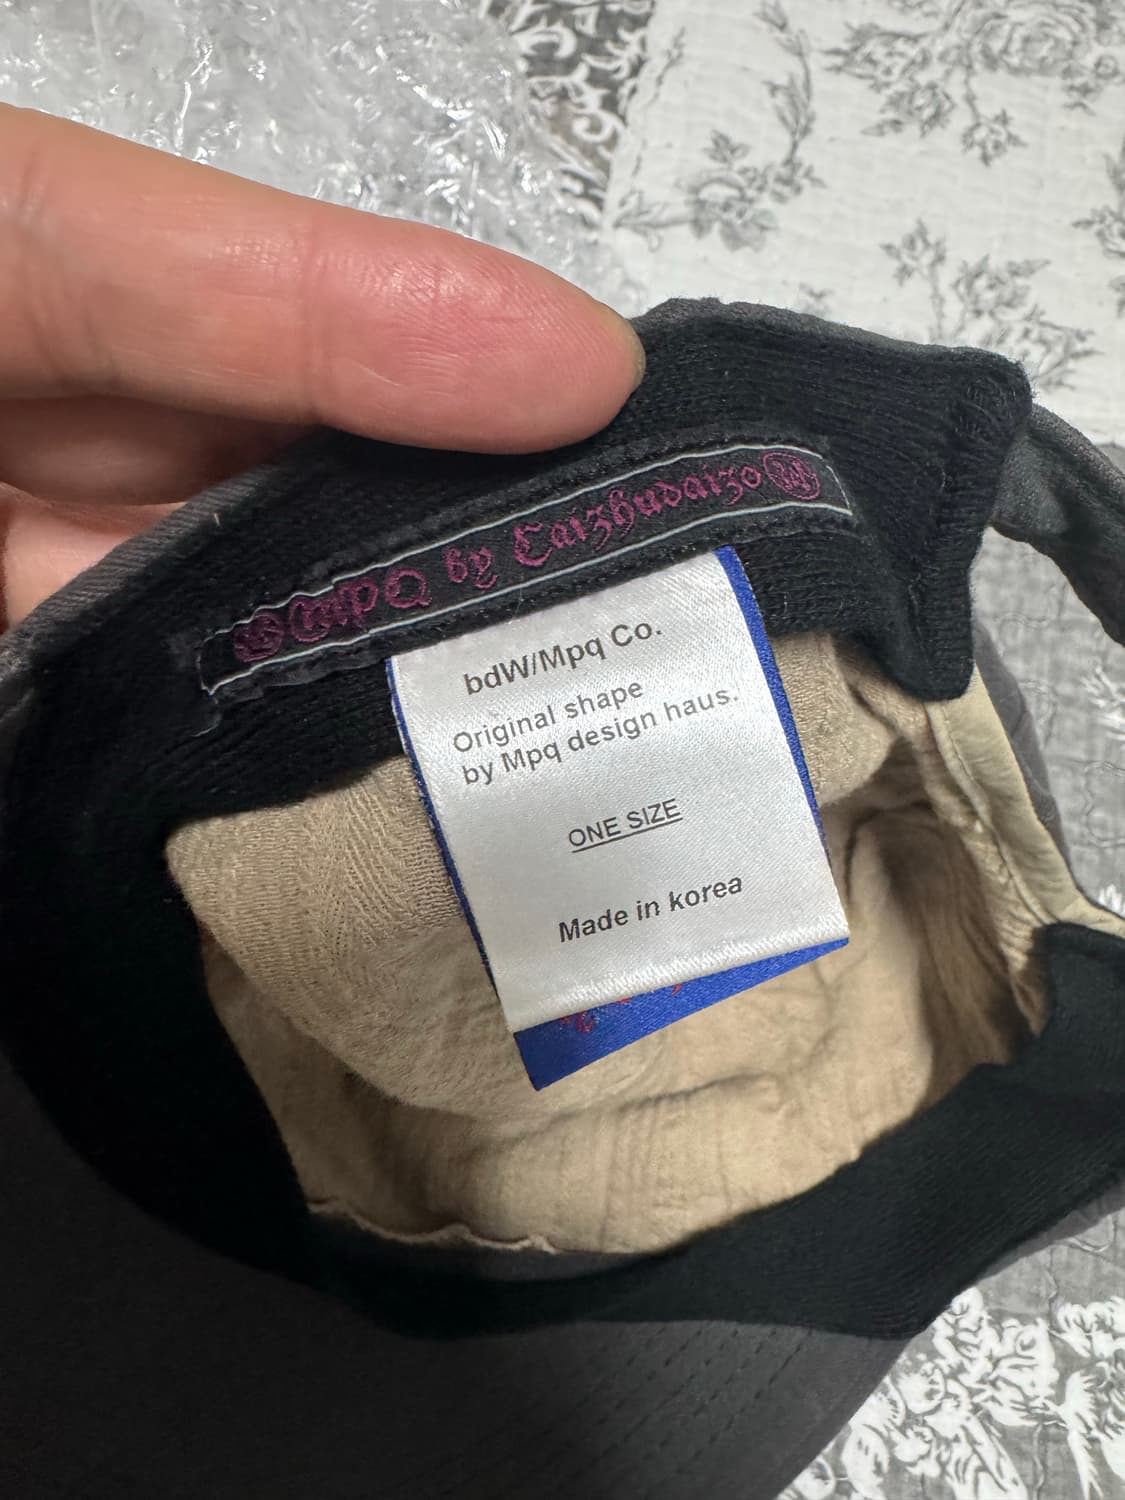 MPQ by Caizhudaizo
bdW/Mpq Co.
Original shape
by Mpq design haus.
ONE SIZE
Made in korea